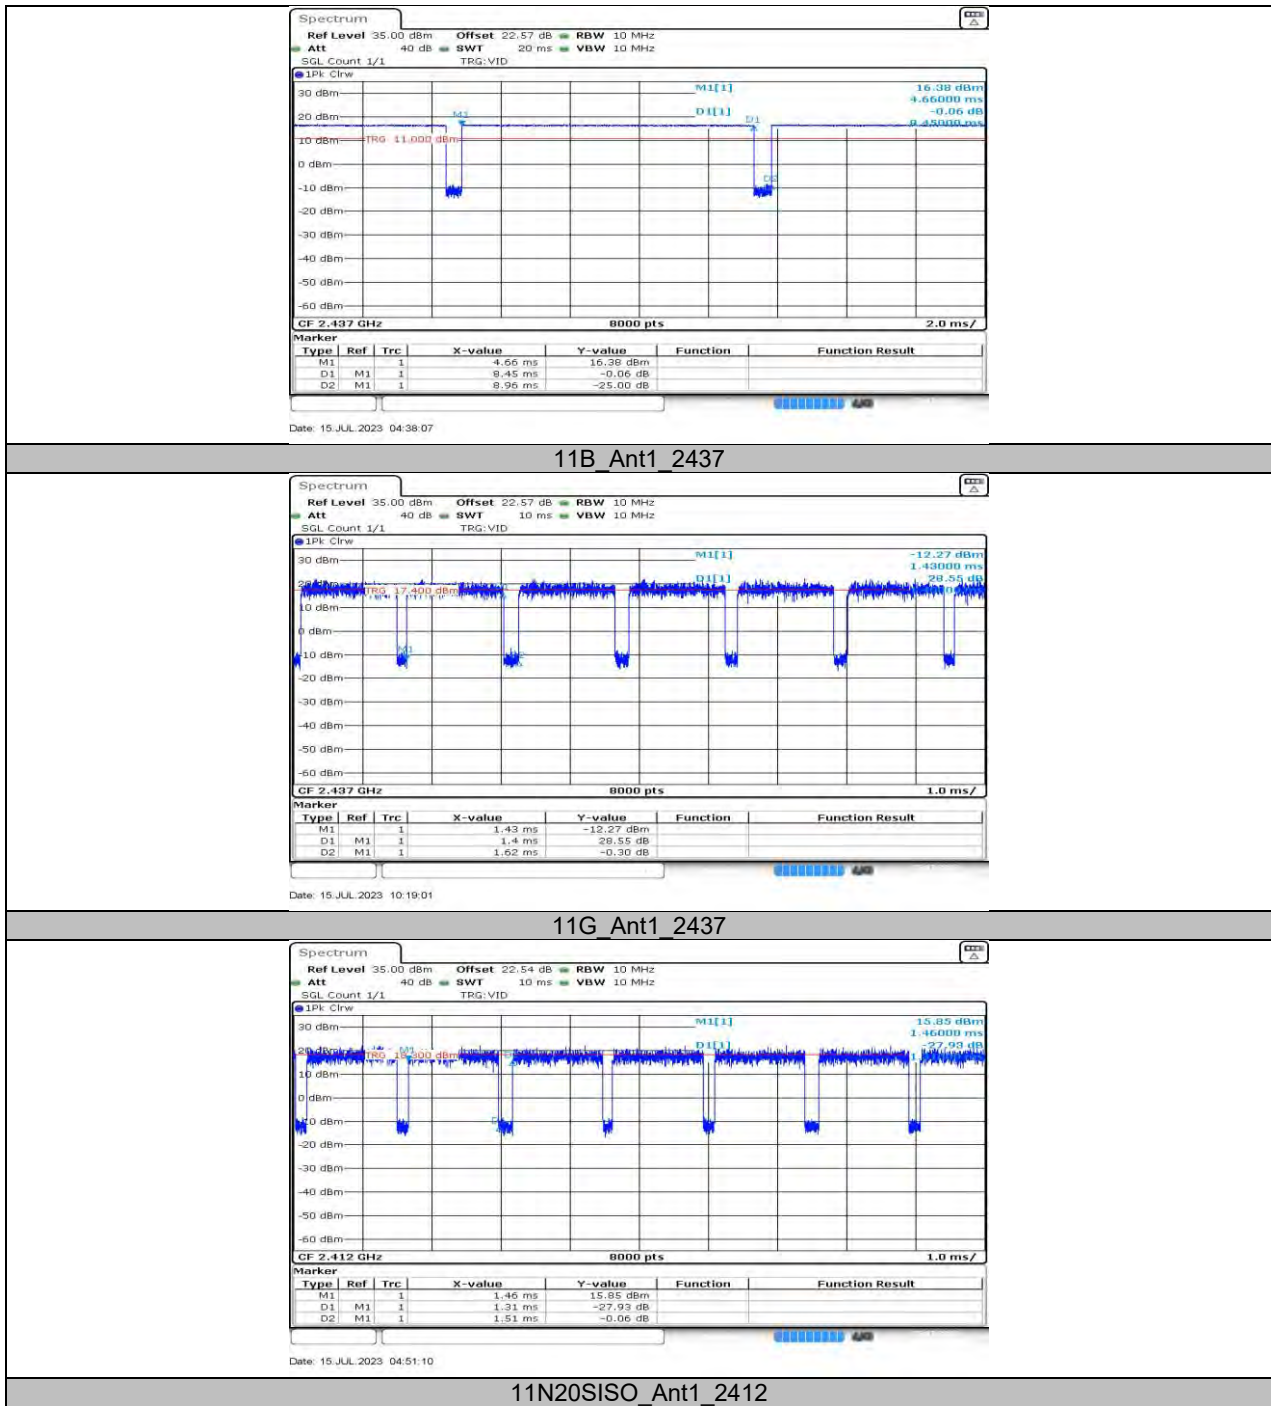 Spectrum
Ref Level 35.00 dBm Offset 22.57 dB RBW 10 MHz
Att 40 dB SWT 20 ms VBW 10 MHz
SGL Count 1/1 TRG:VID
1Pk Clrw
M1[1] 16.38 dBm
4.66000 ms
D1[1] -0.06 dB
8.45000 ms
30 dBm
20 dBm
10 dBm
0 dBm
-10 dBm
-20 dBm
-30 dBm
-40 dBm
-50 dBm
-60 dBm
TRG 11.000 dBm
M1
D1
D2
CF 2.437 GHz 8000 pts 2.0 ms/
Marker
Type Ref Trc X-value Y-value Function Function Result
M1 1 4.66 ms 16.38 dBm
D1 M1 1 8.45 ms -0.06 dB
D2 M1 1 8.96 ms -25.00 dB
Date: 15.JUL.2023 04:38:07
11B_Ant1_2437
Spectrum
Ref Level 35.00 dBm Offset 22.57 dB RBW 10 MHz
Att 40 dB SWT 10 ms VBW 10 MHz
SGL Count 1/1 TRG:VID
1Pk Clrw
M1[1] -12.27 dBm
1.43000 ms
D1[1] 28.55 dB
30 dBm
10 dBm
0 dBm
-10 dBm
-20 dBm
-30 dBm
-40 dBm
-50 dBm
-60 dBm
TRG 17.400 dBm
M1
CF 2.437 GHz 8000 pts 1.0 ms/
Marker
Type Ref Trc X-value Y-value Function Function Result
M1 1 1.43 ms -12.27 dBm
D1 M1 1 1.4 ms 28.55 dB
D2 M1 1 1.62 ms -0.30 dB
Date: 15.JUL.2023 10:19:01
11G_Ant1_2437
Spectrum
Ref Level 35.00 dBm Offset 22.54 dB RBW 10 MHz
Att 40 dB SWT 10 ms VBW 10 MHz
SGL Count 1/1 TRG:VID
1Pk Clrw
M1[1] 15.85 dBm
1.46000 ms
D1[1] -27.93 dB
30 dBm
20 dBm
10 dBm
0 dBm
-10 dBm
-20 dBm
-30 dBm
-40 dBm
-50 dBm
-60 dBm
TRG 18.300 dBm
M1
CF 2.412 GHz 8000 pts 1.0 ms/
Marker
Type Ref Trc X-value Y-value Function Function Result
M1 1 1.46 ms 15.85 dBm
D1 M1 1 1.31 ms -27.93 dB
D2 M1 1 1.51 ms -0.06 dB
Date: 15.JUL.2023 04:51:10
11N20SISO_Ant1_2412